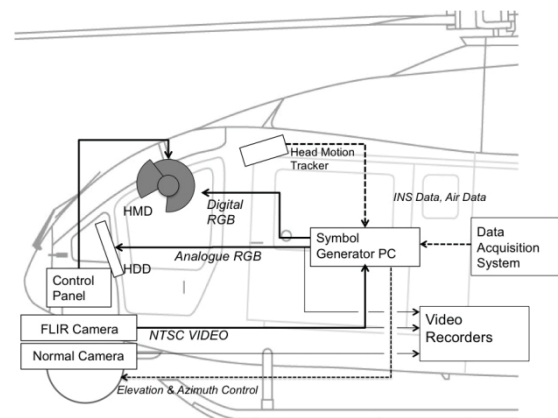 Head Motion
Tracker
HMD
Digital
RGB
INS Data, Air Data
Symbol
Generator PC
Data
Acquisition
System
Analogue RGB
HDD
Control
Panel
FLIR Camera
NTSC VIDEO
Video
Recorders
Normal Camera
Elevation & Azimuth Control